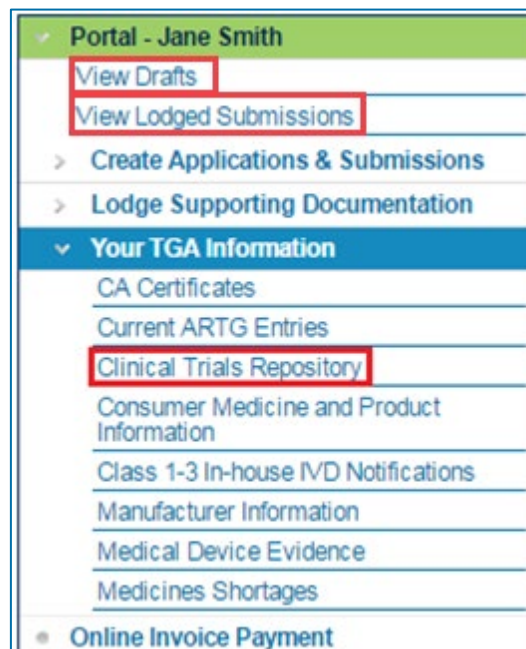 Portal - Jane Smith
View Drafts
View Lodged Submissions
Create Applications & Submissions
Lodge Supporting Documentation
Your TGA Information
CA Certificates
Current ARTG Entries
Clinical Trials Repository
Consumer Medicine and Product
Information
Class 1-3 In-house IVD Notifications
Manufacturer Information
Medical Device Evidence
Medicines Shortages
Online Invoice Payment